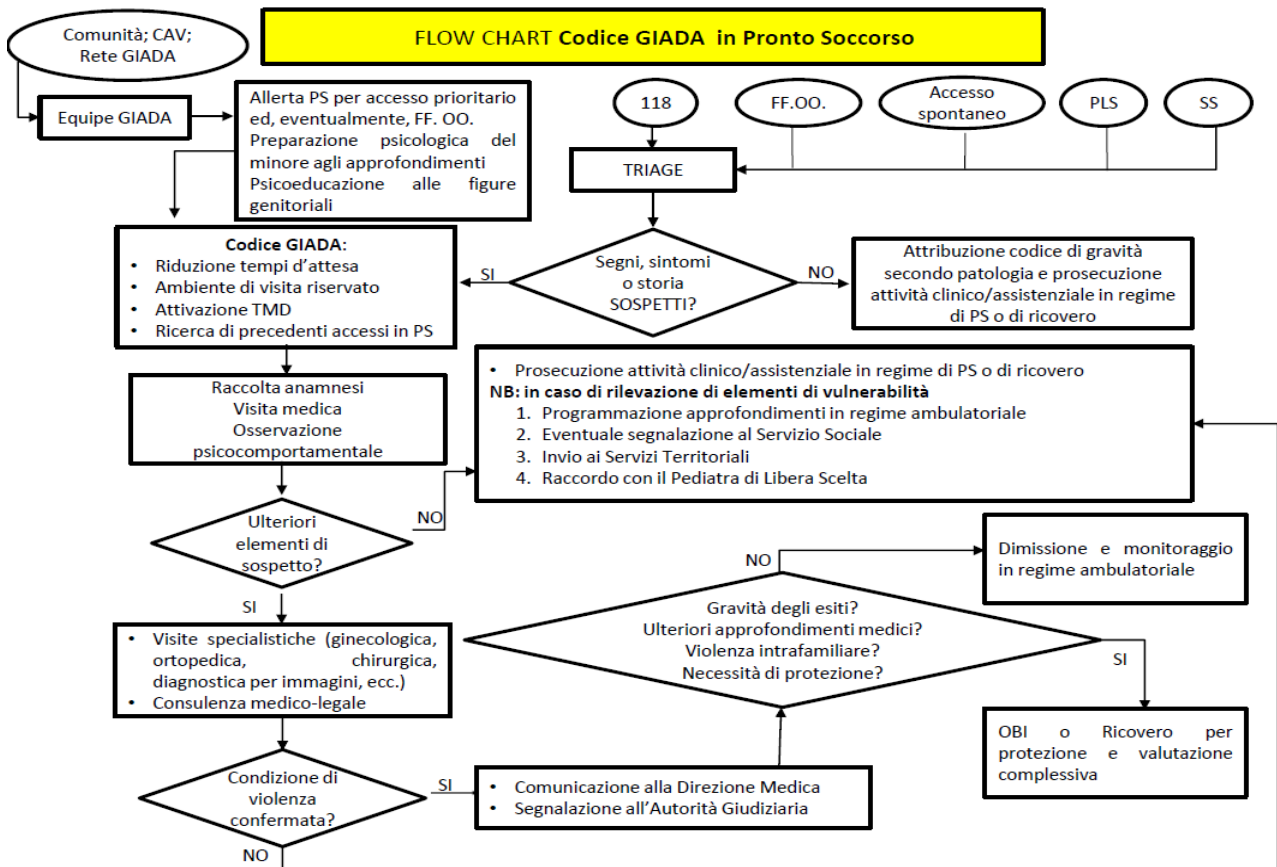 Comunità; CAV;
Rete GIADA
FLOW CHART Codice GIADA in Pronto Soccorso
Equipe GIADA
Allerta PS per accesso prioritario
ed, eventualmente, FF. OO.
Preparazione psicologica del
minore agli approfondimenti
Psicoeducazione alle figure
genitoriali
118
FF.OO.
Accesso
spontaneo
PLS
SS
TRIAGE
Codice GIADA:
• Riduzione tempi d'attesa
• Ambiente di visita riservato
• Attivazione TMD
• Ricerca di precedenti accessi in PS
SI
Segni, sintomi
o storia
SOSPETTI?
NO
Attribuzione codice di gravità
secondo patologia e prosecuzione
attività clinico/assistenziale in regime
di PS o di ricovero
Raccolta anamnesi
Visita medica
Osservazione
psicocomportamentale
• Prosecuzione attività clinico/assistenziale in regime di PS o di ricovero
NB: in caso di rilevazione di elementi di vulnerabilità
1. Programmazione approfondimenti in regime ambulatoriale
2. Eventuale segnalazione al Servizio Sociale
3. Invio ai Servizi Territoriali
4. Raccordo con il Pediatra di Libera Scelta
Ulteriori
elementi di
sospetto?
NO
SI
NO
Dimissione e monitoraggio
in regime ambulatoriale
Gravità degli esiti?
Ulteriori approfondimenti medici?
Violenza intrafamiliare?
Necessità di protezione?
SI
• Visite specialistiche (ginecologica,
ortopedica, chirurgica,
diagnostica per immagini, ecc.)
• Consulenza medico-legale
OBI o Ricovero per
protezione e valutazione
complessiva
Condizione di
violenza
confermata?
SI
• Comunicazione alla Direzione Medica
• Segnalazione all'Autorità Giudiziaria
NO